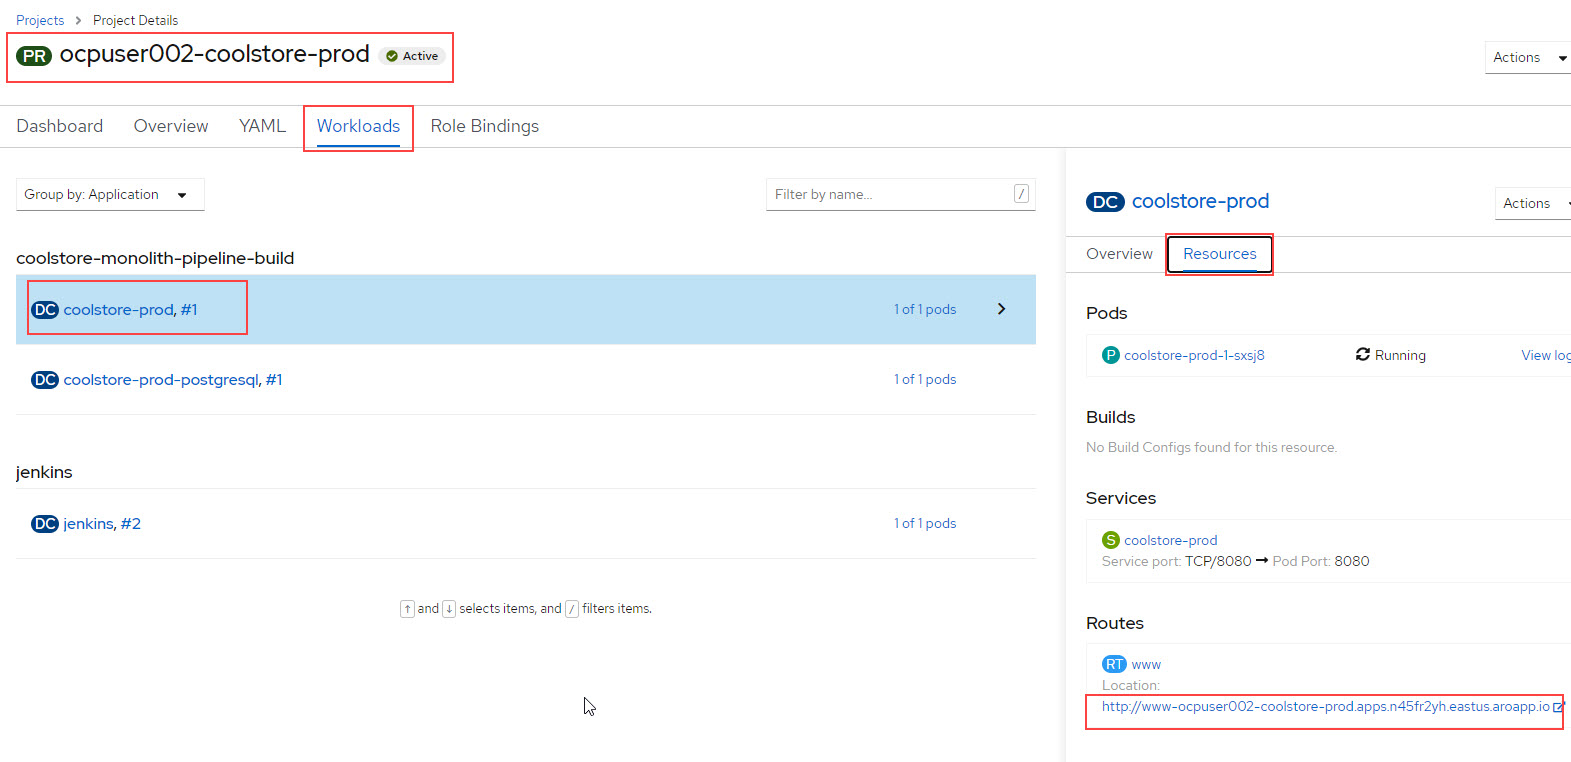 Projects > Project Details
PR ocpuser002-coolstore-prod Active
Actions
Dashboard Overview YAML Workloads Role Bindings
Group by: Application
Filter by name... /
coolstore-monolith-pipeline-build
DC coolstore-prod, #1 1 of 1 pods
DC coolstore-prod-postgresql, #1 1 of 1 pods
jenkins
DC jenkins, #2 1 of 1 pods
↑ and ↓ selects items, and / filters items.
DC coolstore-prod
Actions
Overview Resources
Pods
P coolstore-prod-1-sxsj8 Running View log
Builds
No Build Configs found for this resource.
Services
S coolstore-prod
Service port: TCP/8080 → Pod Port: 8080
Routes
RT www
Location:
http://www-ocpuser002-coolstore-prod.apps.n45fr2yh.eastus.aroapp.io